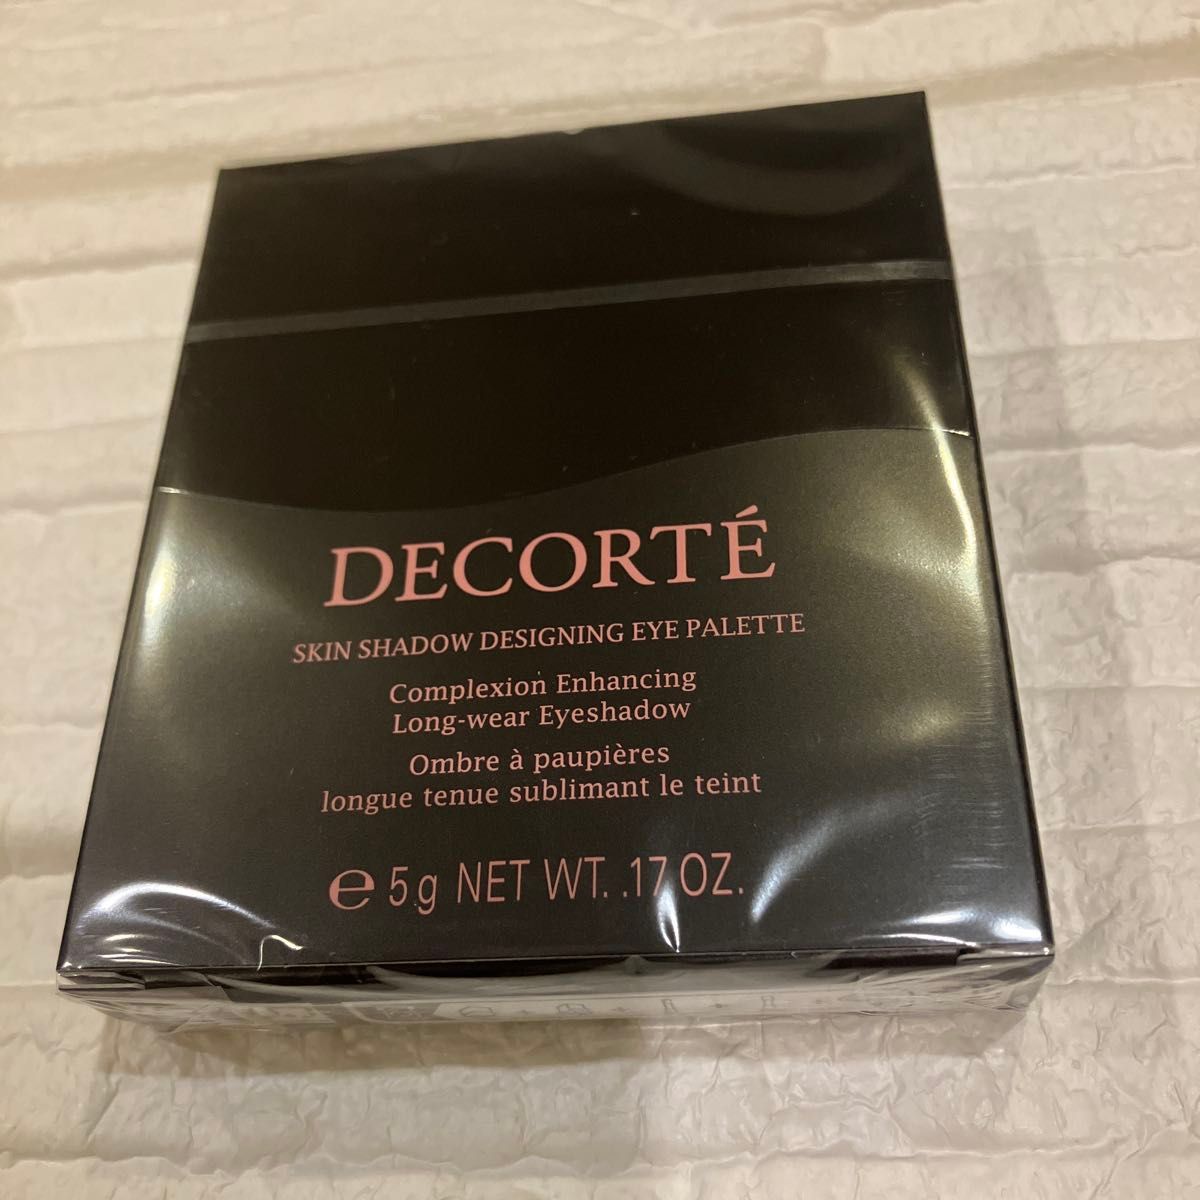 DECORTÉ
SKIN SHADOW DESIGNING EYE PALETTE
Complexion Enhancing
Long-wear Eyeshadow
Ombre à paupières
longue tenue sublimant le teint
℮ 5g NET WT. .17 OZ.